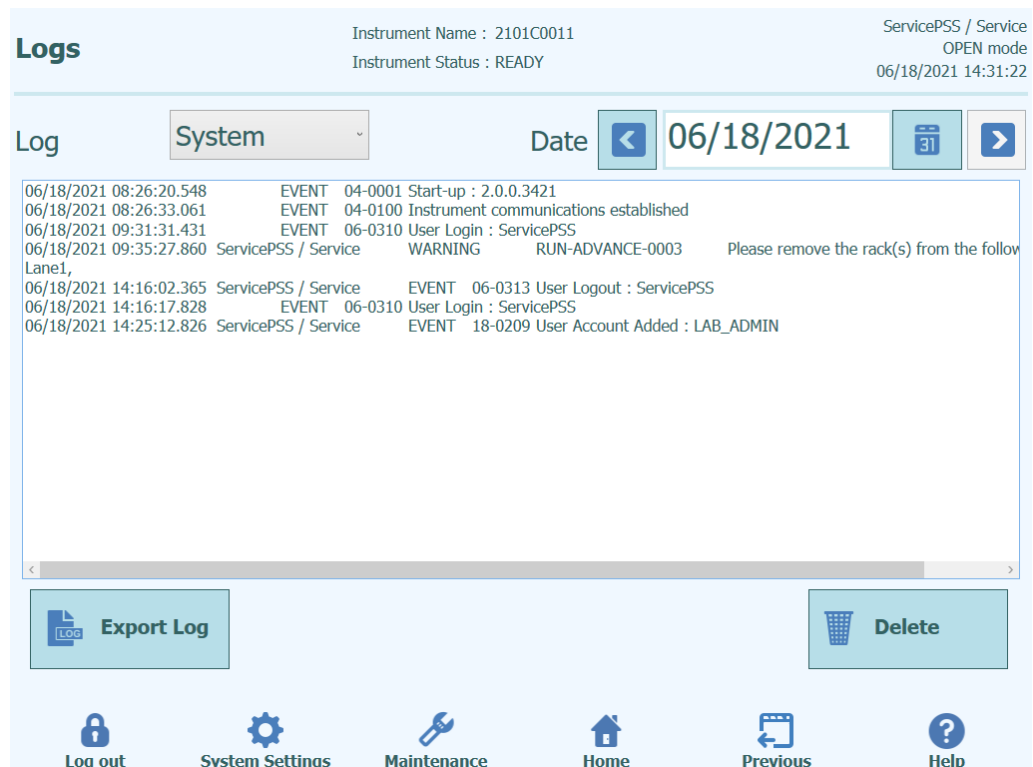 Logs
Instrument Name : 2101C0011
Instrument Status : READY
ServicePSS / Service
OPEN mode
06/18/2021 14:31:22
Log
System
Date
06/18/2021
31
06/18/2021 08:26:20.548 EVENT 04-0001 Start-up : 2.0.0.3421
06/18/2021 08:26:33.061 EVENT 04-0100 Instrument communications established
06/18/2021 09:31:31.431 EVENT 06-0310 User Login : ServicePSS
06/18/2021 09:35:27.860 ServicePSS / Service WARNING RUN-ADVANCE-0003 Please remove the rack(s) from the follow
Lane1,
06/18/2021 14:16:02.365 ServicePSS / Service EVENT 06-0313 User Logout : ServicePSS
06/18/2021 14:16:17.828 EVENT 06-0310 User Login : ServicePSS
06/18/2021 14:25:12.826 ServicePSS / Service EVENT 18-0209 User Account Added : LAB_ADMIN
LOG
Export Log
Delete
Log out
System Settings
Maintenance
Home
Previous
Help